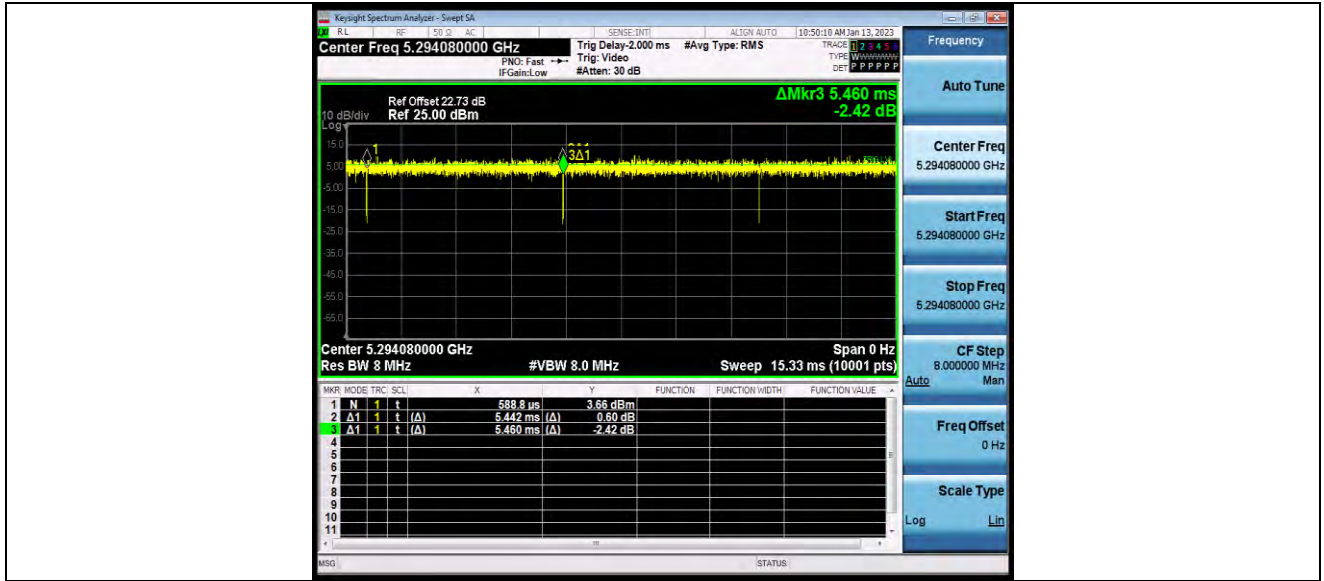 Keysight Spectrum Analyzer - Swept SA
RL RF 50 Ω AC SENSE:INT ALIGN AUTO 10:50:10 AM Jan 13, 2023
Center Freq 5.294080000 GHz
Trig Delay-2.000 ms #Avg Type: RMS
TRACE 1 2 3 4 5 6
PNO: Fast Trig: Video
TYPE WWWWWW
IFGain:Low #Atten: 30 dB
DET P P P P P P
ΔMkr3 5.460 ms
-2.42 dB
Ref Offset 22.73 dB
10 dB/div Ref 25.00 dBm
Log
15.0
5.00
-5.00
-15.0
-25.0
-35.0
-45.0
-55.0
-65.0
1
3Δ1
Center 5.294080000 GHz Span 0 Hz
Res BW 8 MHz #VBW 8.0 MHz Sweep 15.33 ms (10001 pts)
MKR MODE TRC SCL X Y FUNCTION FUNCTION WIDTH FUNCTION VALUE
1 N 1 t 588.8 µs 3.66 dBm
2 Δ1 1 t (Δ) 5.442 ms (Δ) 0.60 dB
3 Δ1 1 t (Δ) 5.460 ms (Δ) -2.42 dB
4
5
6
7
8
9
10
11
MSG STATUS
Frequency
Auto Tune
Center Freq
5.294080000 GHz
Start Freq
5.294080000 GHz
Stop Freq
5.294080000 GHz
CF Step
8.000000 MHz
Auto Man
Freq Offset
0 Hz
Scale Type
Log Lin